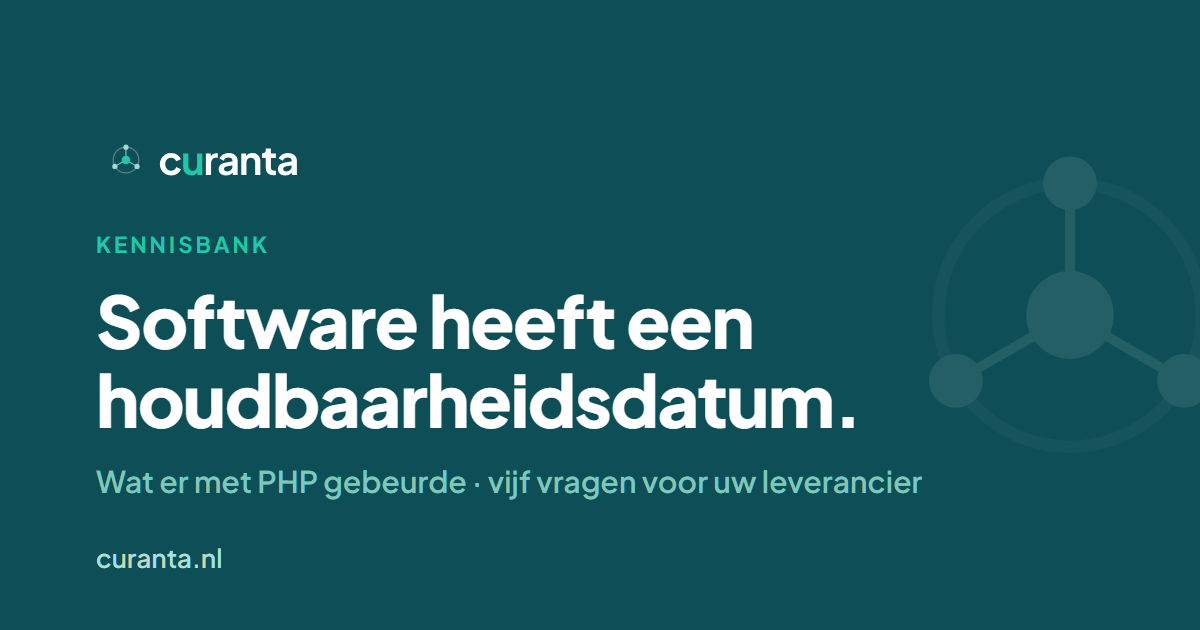 curanta
KENNISBANK
Software heeft een
houdbaarheidsdatum.
Wat er met PHP gebeurde · vijf vragen voor uw leverancier
curanta.nl